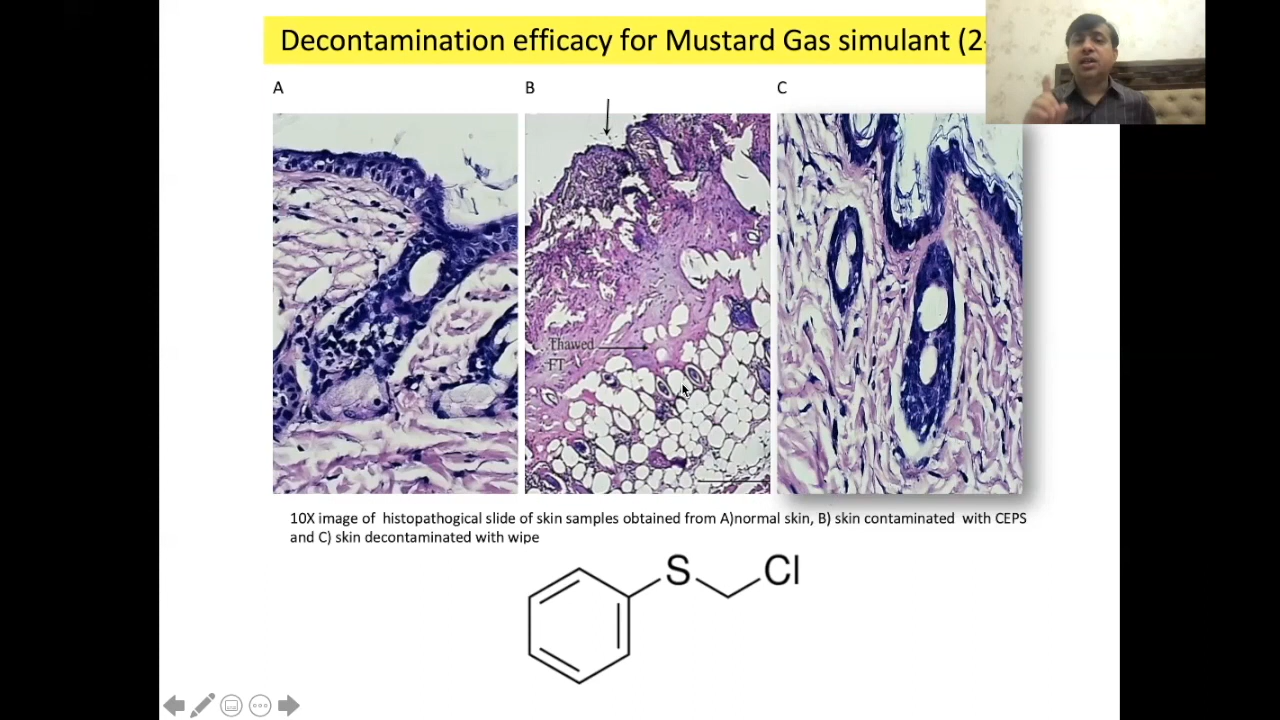 Decontamination efficacy for Mustard Gas simulant (2-
A
B
C
Thawed
FT
10X image of histopathogical slide of skin samples obtained from A)normal skin, B) skin contaminated with CEPS
and C) skin decontaminated with wipe
S
Cl